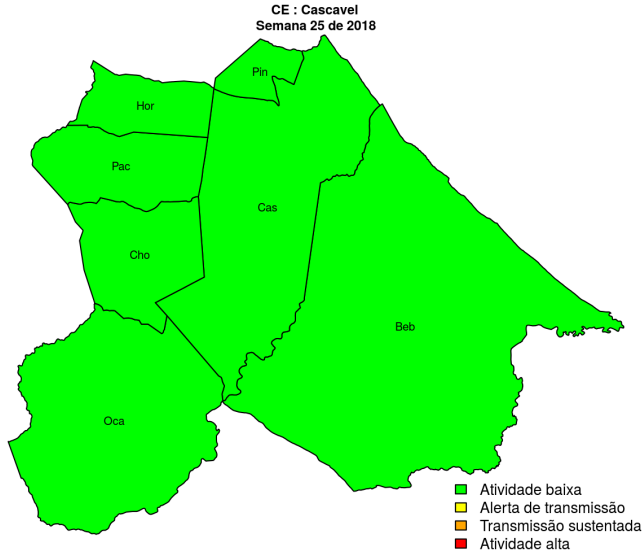 CE : Cascavel
Semana 25 de 2018
Pin
Hor
Pac
Cas
Cho
Beb
Oca
Atividade baixa
Alerta de transmissão
Transmissão sustentada
Atividade alta